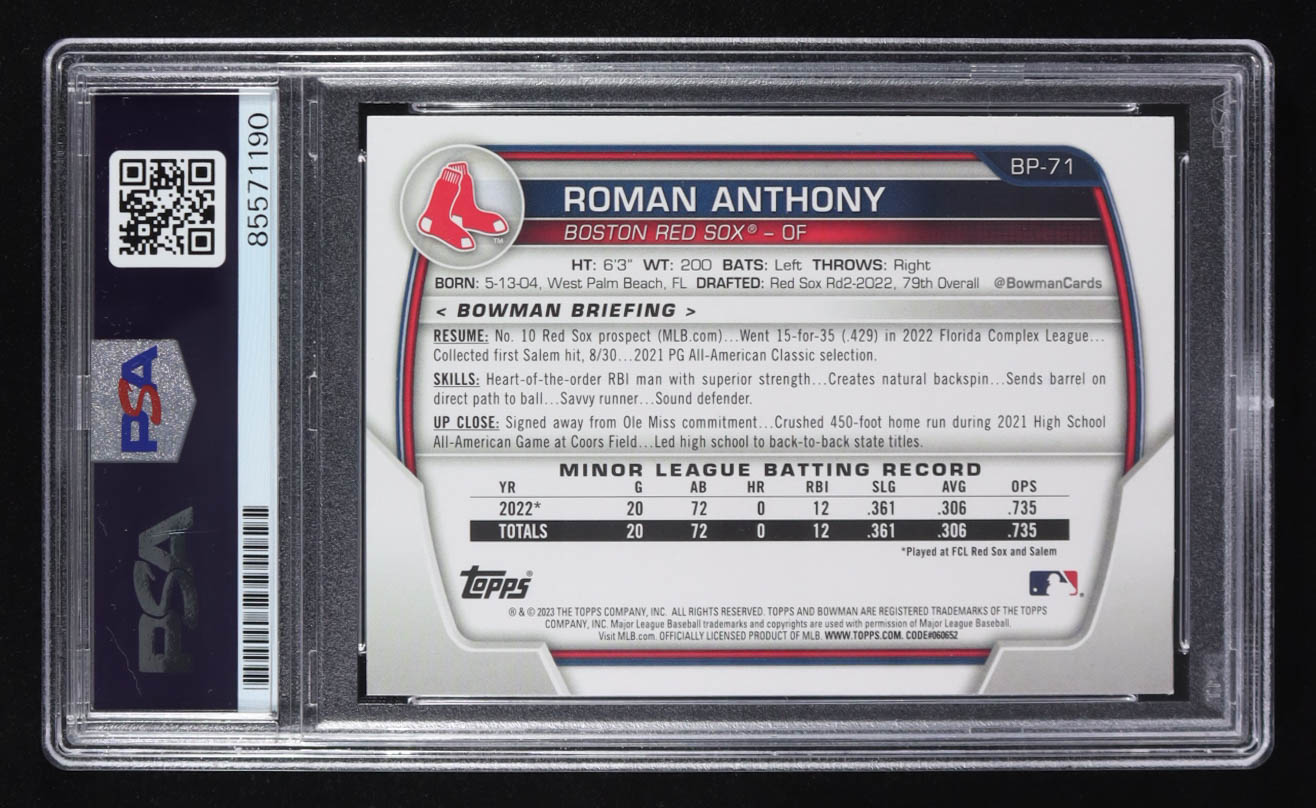 85571190
PSA
PSA
BP-71
ROMAN ANTHONY
BOSTON RED SOX® – OF
TM
HT: 6'3" WT: 200 BATS: Left THROWS: Right
BORN: 5-13-04, West Palm Beach, FL DRAFTED: Red Sox Rd2-2022, 79th Overall @BowmanCards
< BOWMAN BRIEFING >
RESUME: No. 10 Red Sox prospect (MLB.com)...Went 15-for-35 (.429) in 2022 Florida Complex League...
Collected first Salem hit, 8/30...2021 PG All-American Classic selection.
SKILLS: Heart-of-the-order RBI man with superior strength...Creates natural backspin...Sends barrel on
direct path to ball...Savvy runner...Sound defender.
UP CLOSE: Signed away from Ole Miss commitment...Crushed 450-foot home run during 2021 High School
All-American Game at Coors Field...Led high school to back-to-back state titles.
MINOR LEAGUE BATTING RECORD
YR G AB HR RBI SLG AVG OPS
2022* 20 72 0 12 .361 .306 .735
TOTALS 20 72 0 12 .361 .306 .735
*Played at FCL Red Sox and Salem
Topps®
® & © 2023 THE TOPPS COMPANY, INC. ALL RIGHTS RESERVED. TOPPS AND BOWMAN ARE REGISTERED TRADEMARKS OF THE TOPPS
COMPANY, INC. Major League Baseball trademarks and copyrights are used with permission of Major League Baseball.
Visit MLB.com. OFFICIALLY LICENSED PRODUCT OF MLB. WWW.TOPPS.COM. CODE#060652